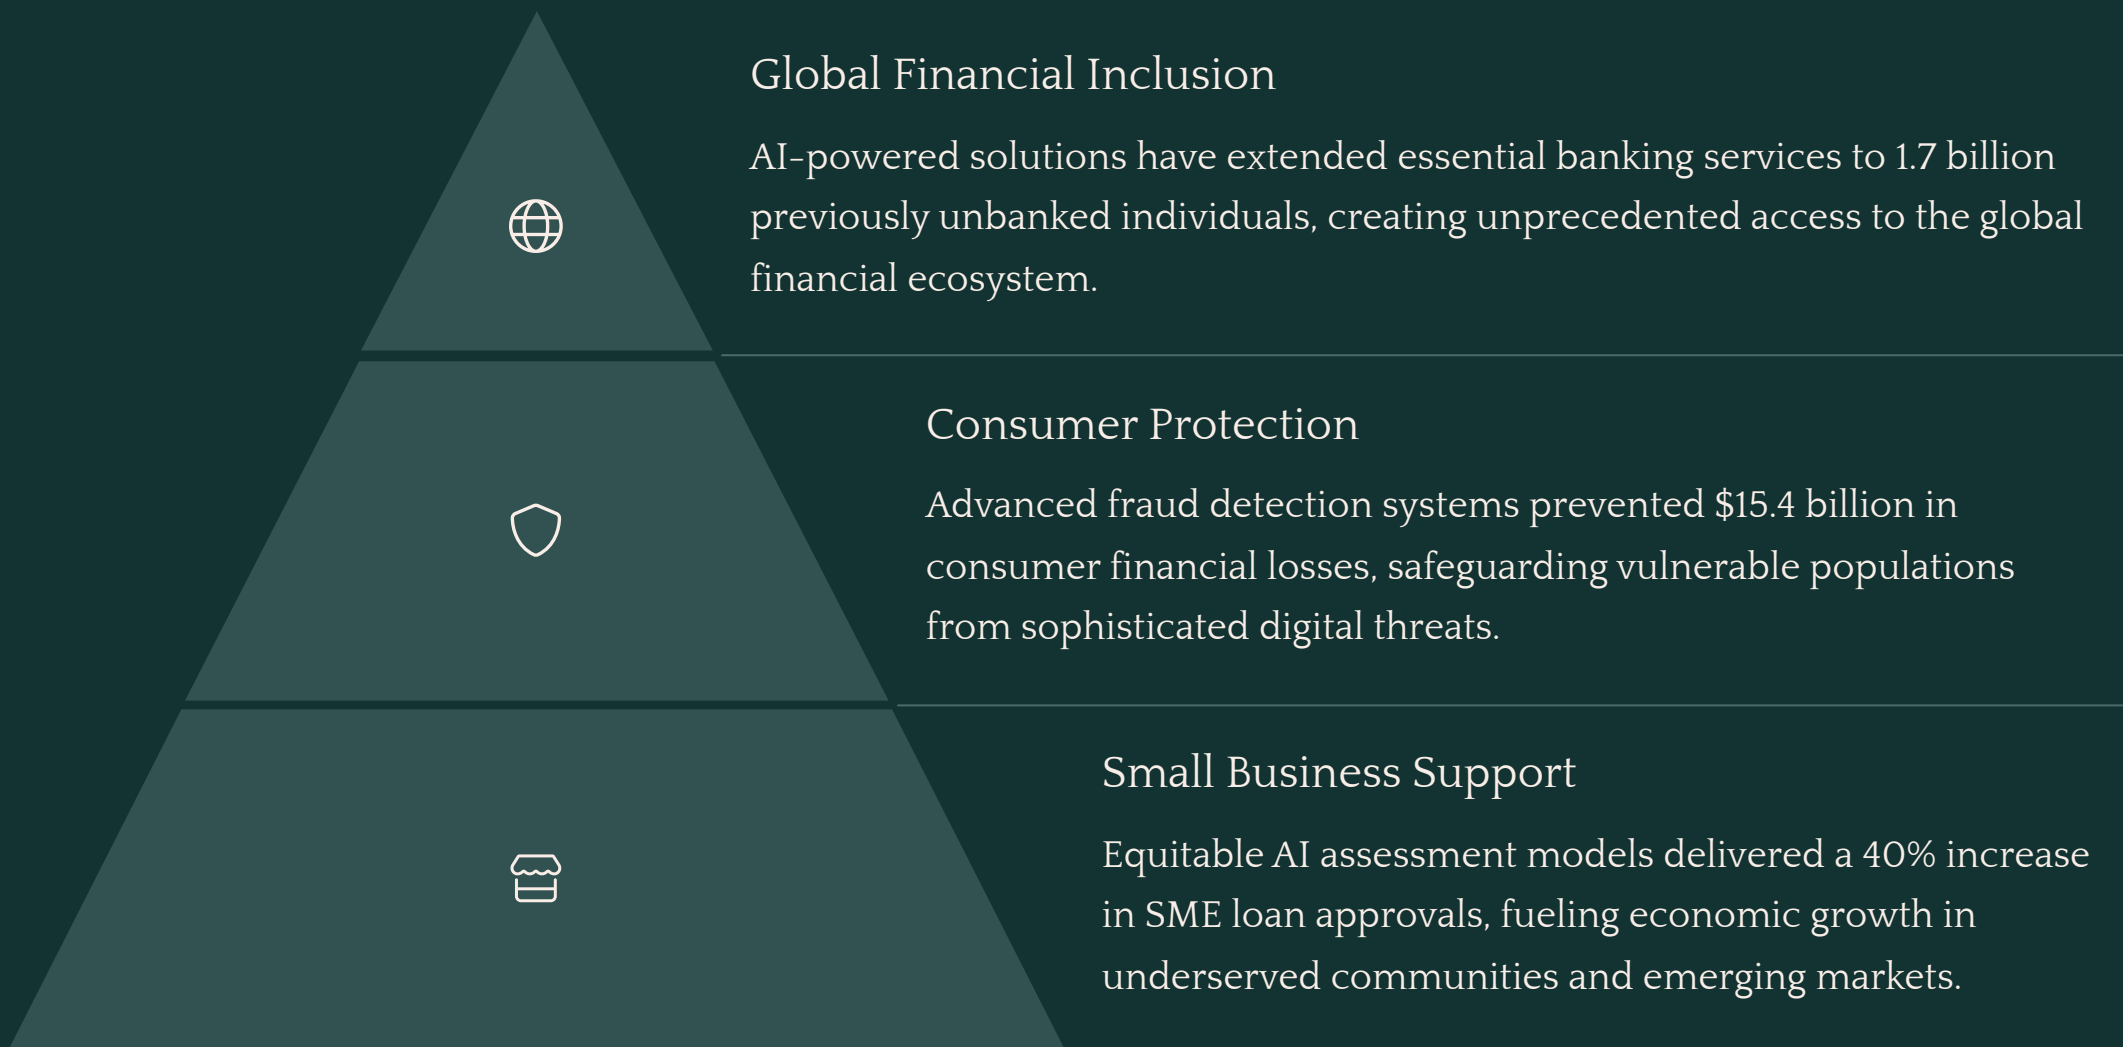 Global Financial Inclusion
AI-powered solutions have extended essential banking services to 1.7 billion
previously unbanked individuals, creating unprecedented access to the global
financial ecosystem.
Consumer Protection
Advanced fraud detection systems prevented $15.4 billion in
consumer financial losses, safeguarding vulnerable populations
from sophisticated digital threats.
Small Business Support
Equitable AI assessment models delivered a 40% increase
in SME loan approvals, fueling economic growth in
underserved communities and emerging markets.